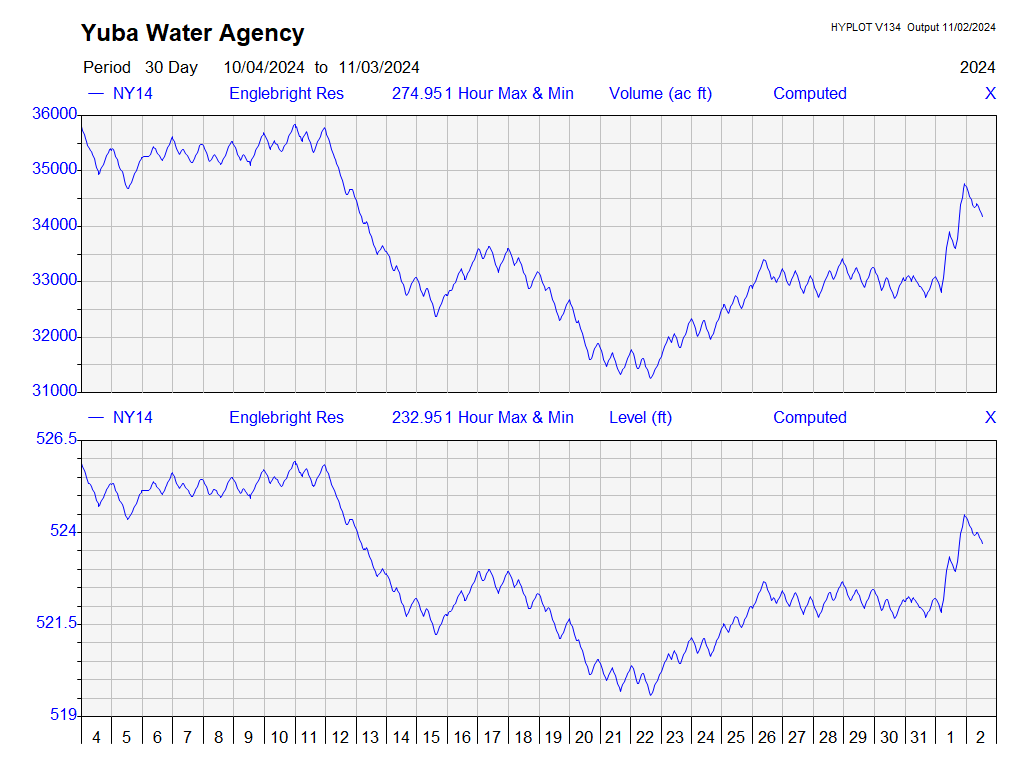 Yuba Water Agency
HYPLOT V134 Output 11/02/2024
Period 30 Day 10/04/2024 to 11/03/2024
2024
NY14 Englebright Res 274.951 Hour Max & Min Volume (ac ft) Computed X
36000
35000
34000
33000
32000
31000
NY14 Englebright Res 232.951 Hour Max & Min Level (ft) Computed X
526.5
524
521.5
519
4 5 6 7 8 9 10 11 12 13 14 15 16 17 18 19 20 21 22 23 24 25 26 27 28 29 30 31 1 2